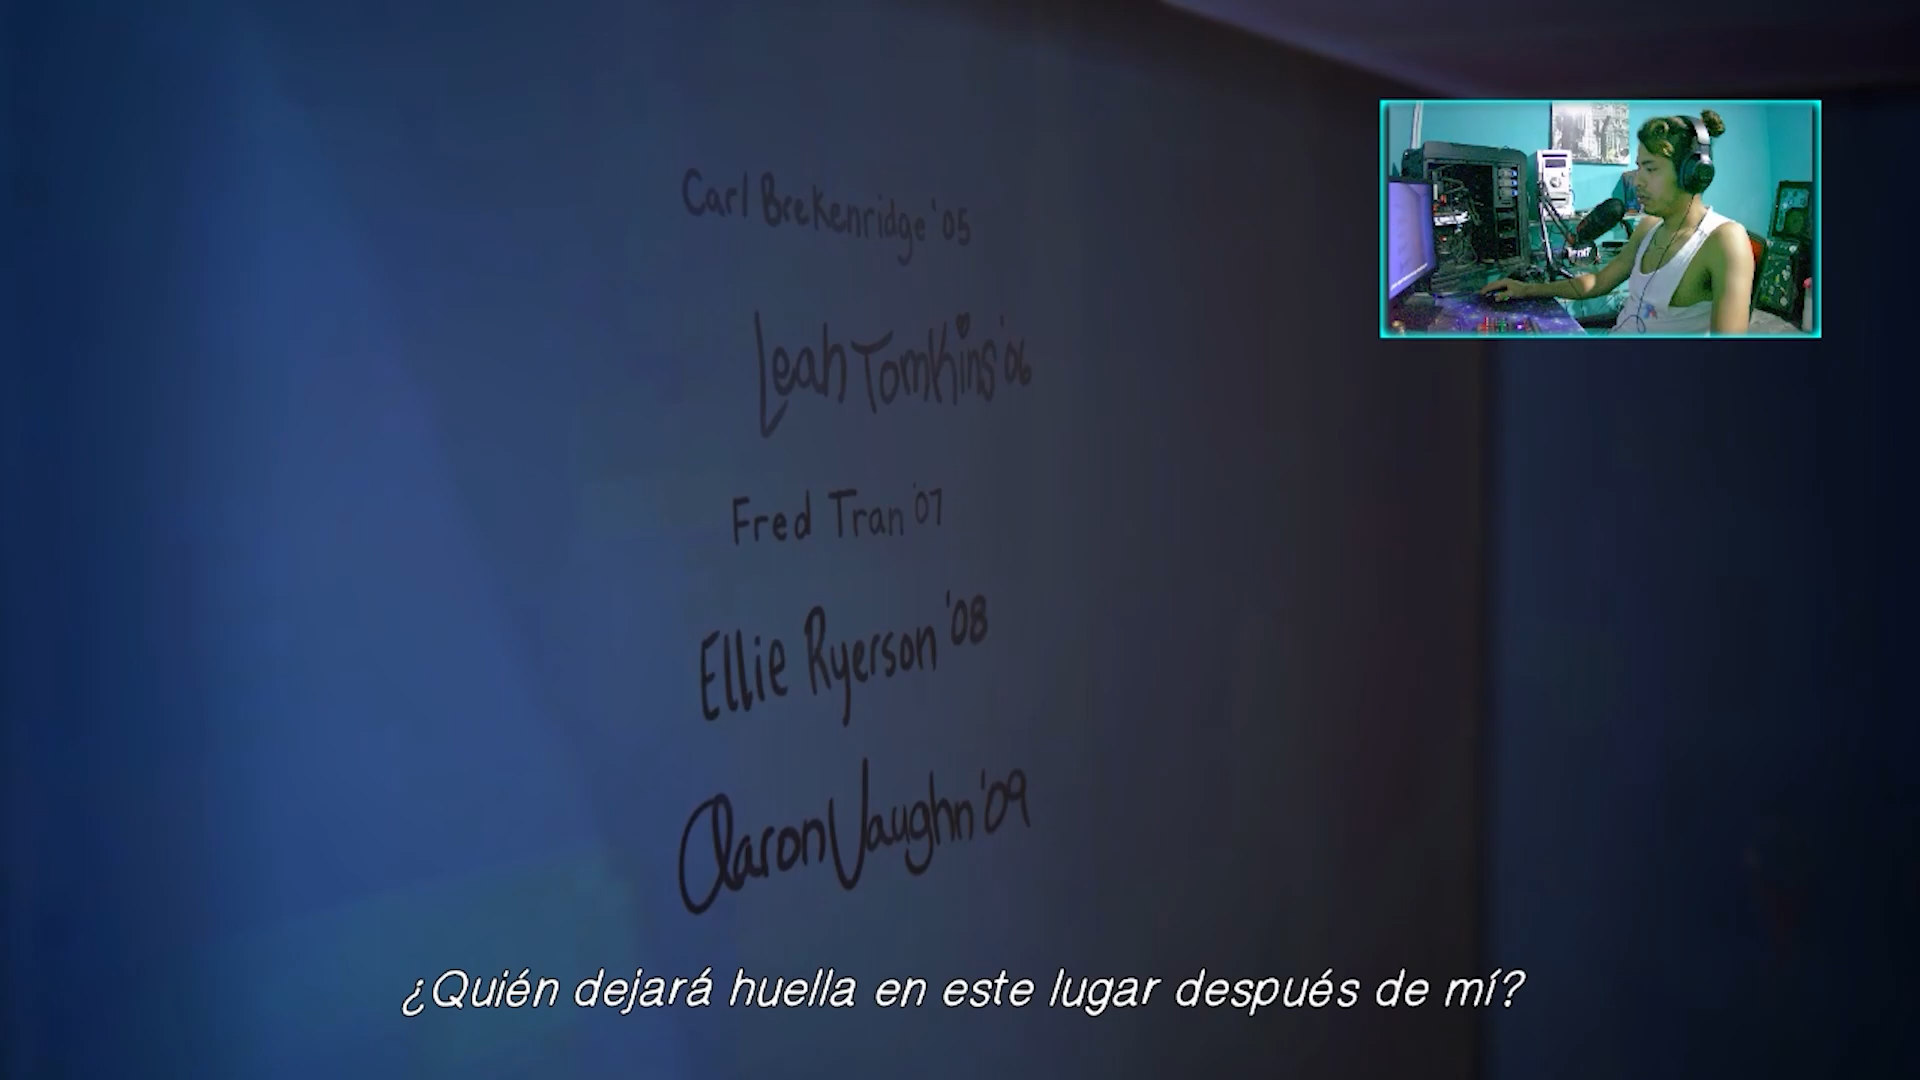 Carl Brekenridge '05
Leah Tomkins '06
Fred Tran '07
Ellie Ryerson '08
Aaron Vaughn '09
¿Quién dejará huella en este lugar después de mí?